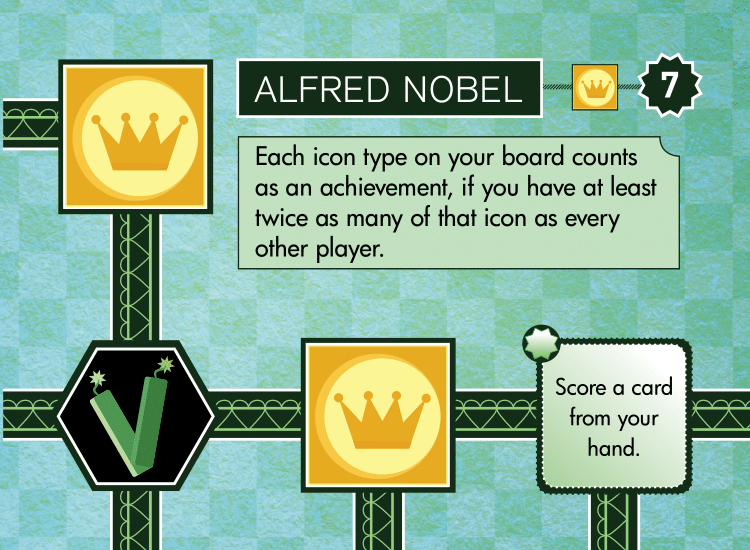 ALFRED NOBEL
7
Each icon type on your board counts
as an achievement, if you have at least
twice as many of that icon as every
other player.
Score a card
from your
hand.